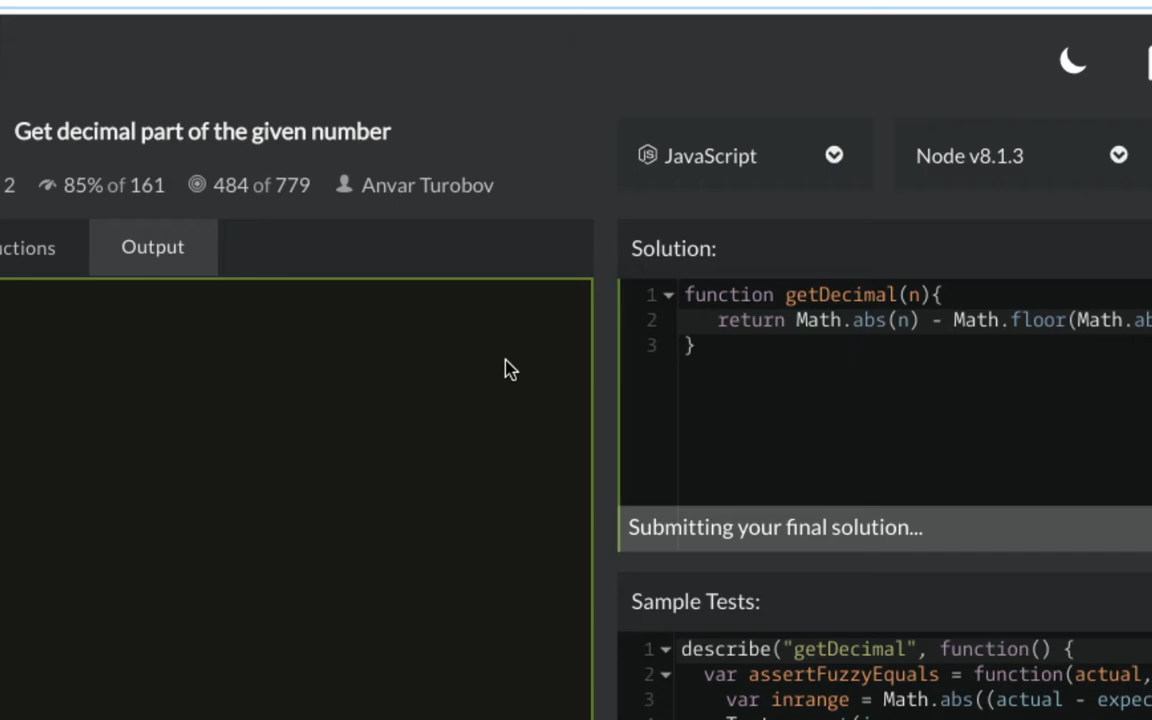 Get decimal part of the given number
2 85% of 161 484 of 779 Anvar Turobov
JavaScript
Node v8.1.3
uctions
Output
Solution:
1 function getDecimal(n){
2 return Math.abs(n) - Math.floor(Math.ab
3 }
Submitting your final solution...
Sample Tests:
1 describe("getDecimal", function() {
2 var assertFuzzyEquals = function(actual,
3 var inrange = Math.abs((actual - expec